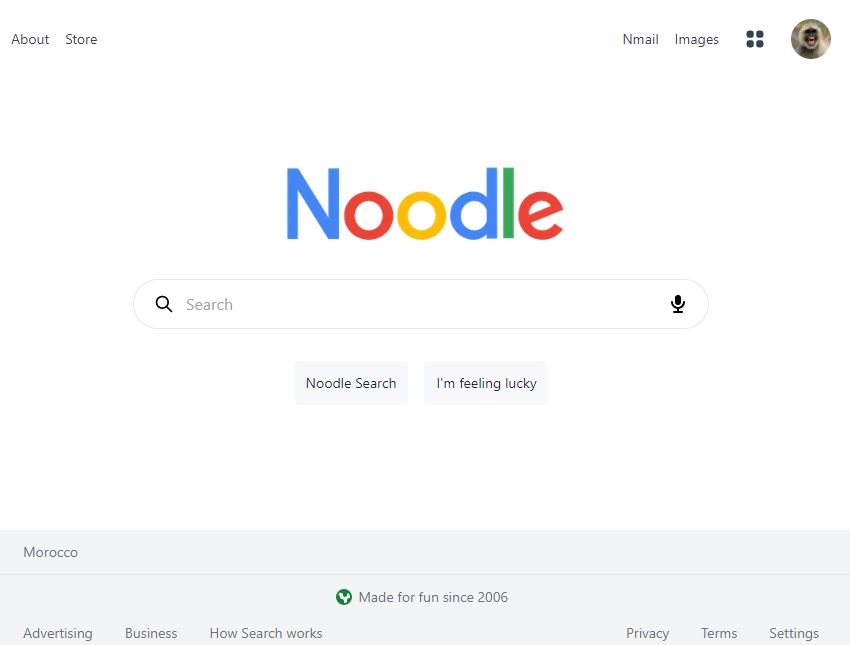 About Store Nmail Images
Noodle
Search
Noodle Search I'm feeling lucky
Morocco
Made for fun since 2006
Advertising Business How Search works Privacy Terms Settings